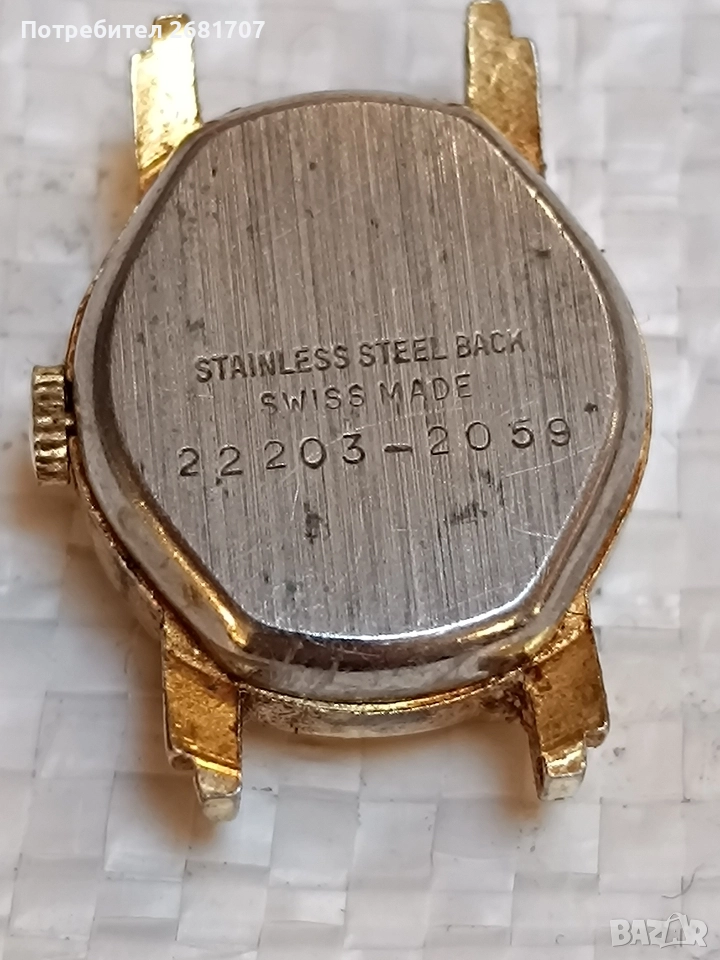 Потребител 2681707
STAINLESS STEEL BACK
SWISS MADE
22203-2059
BAZAR